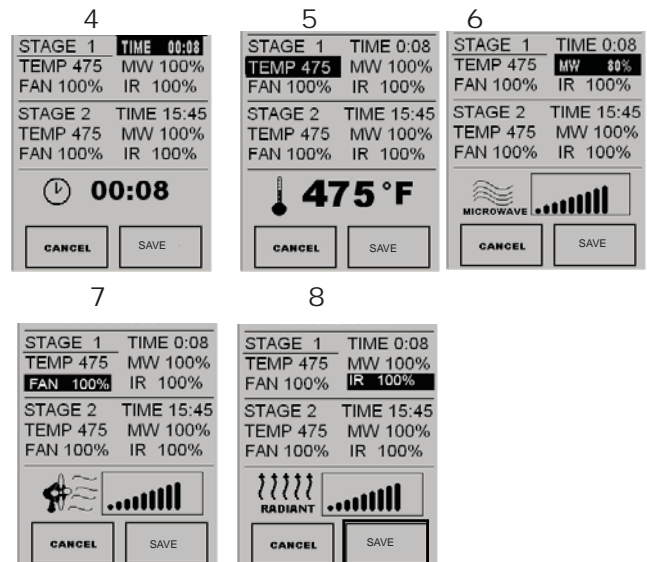 4
STAGE 1 TIME 00:08
TEMP 475 MW 100%
FAN 100% IR 100%
STAGE 2 TIME 15:45
TEMP 475 MW 100%
FAN 100% IR 100%
00:08
CANCEL SAVE
5
STAGE 1 TIME 0:08
TEMP 475 MW 100%
FAN 100% IR 100%
STAGE 2 TIME 15:45
TEMP 475 MW 100%
FAN 100% IR 100%
475°F
CANCEL SAVE
6
STAGE 1 TIME 0:08
TEMP 475 MW 80%
FAN 100% IR 100%
STAGE 2 TIME 15:45
TEMP 475 MW 100%
FAN 100% IR 100%
MICROWAVE
CANCEL SAVE
7
STAGE 1 TIME 0:08
TEMP 475 MW 100%
FAN 100% IR 100%
STAGE 2 TIME 15:45
TEMP 475 MW 100%
FAN 100% IR 100%
CANCEL SAVE
8
STAGE 1 TIME 0:08
TEMP 475 MW 100%
FAN 100% IR 100%
STAGE 2 TIME 15:45
TEMP 475 MW 100%
FAN 100% IR 100%
RADIANT
CANCEL SAVE